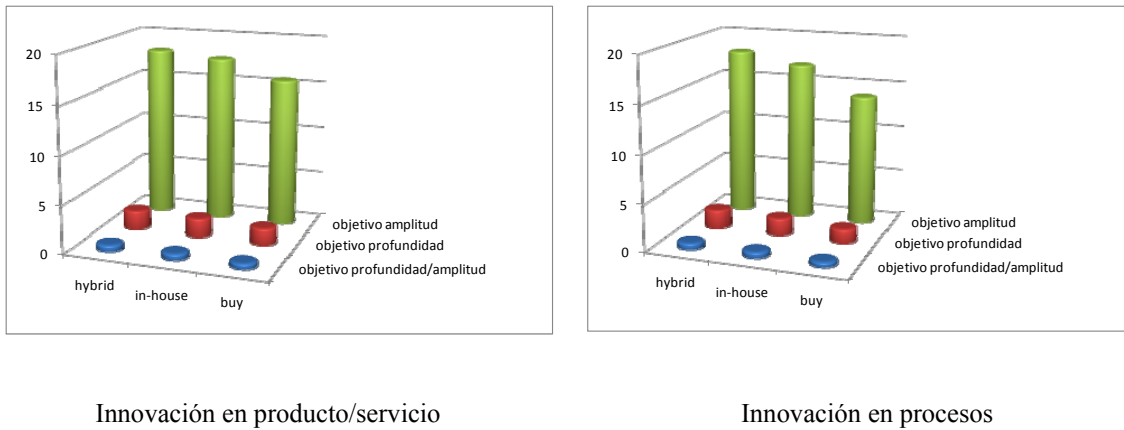 20
15
10
5
0
hybrid
in-house
buy
objetivo amplitud
objetivo profundidad
objetivo profundidad/amplitud
20
15
10
5
0
hybrid
in-house
buy
objetivo amplitud
objetivo profundidad
objetivo profundidad/amplitud
Innovación en producto/servicio
Innovación en procesos